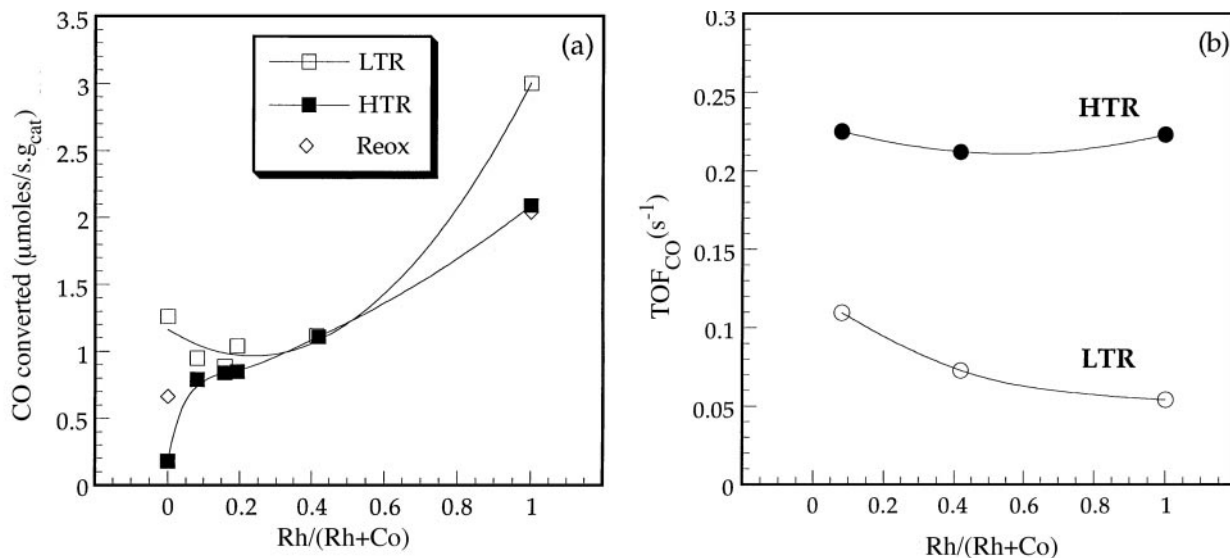 (a)
LTR
HTR
Reox
3.5
3
2.5
2
1.5
1
0.5
0
0 0.2 0.4 0.6 0.8 1
CO converted (μmoles/s.g_cat)
Rh/(Rh+Co)
(b)
HTR
LTR
0.3
0.25
0.2
0.15
0.1
0.05
0
0 0.2 0.4 0.6 0.8 1
TOF_CO(s⁻¹)
Rh/(Rh+Co)